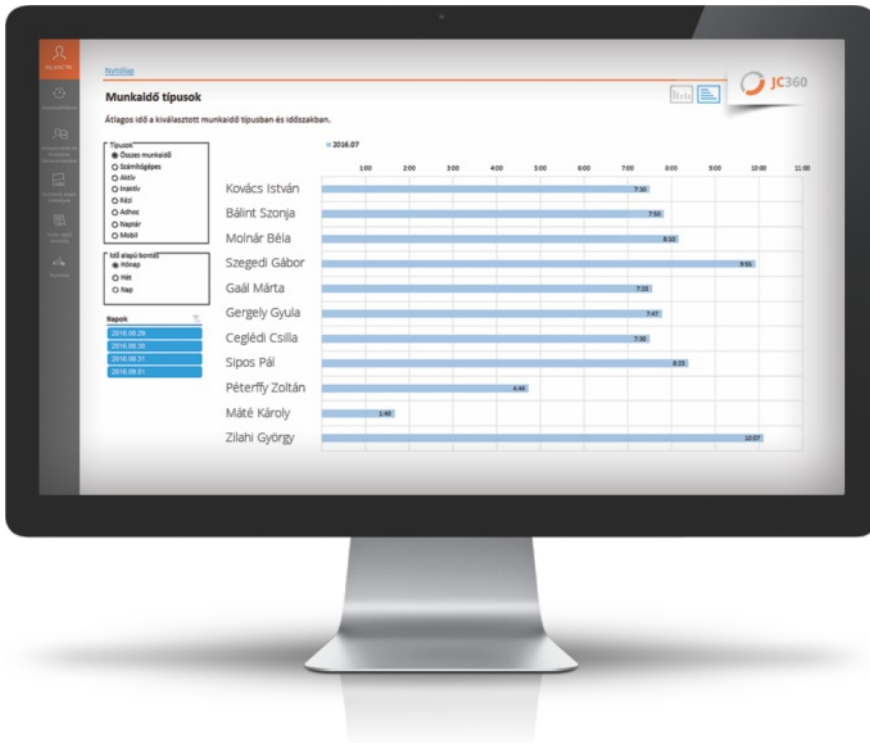 Nyitólap
JC360
Munkaidő típusok
Átlagos idő a kiválasztott munkaidő típusban és időszakban.
Típusok
Összes munkaidő
Számítógépes
Aktív
Inaktív
Kézi
Adhoc
Naptár
Mobil
Idő alapú bontás
Hónap
Hét
Nap
Napok
2016.08.29
2016.08.30
2016.08.31
2016.09.01
2016.07
1:00 2:00 3:00 4:00 5:00 6:00 7:00 8:00 9:00 10:00 11:00
Kovács István 7:30
Bálint Szonja 7:50
Molnár Béla 8:10
Szegedi Gábor 9:55
Gaál Márta 7:33
Gergely Gyula 7:47
Ceglédi Csilla 7:30
Sipos Pál 8:23
Péterffy Zoltán 4:44
Máté Károly 1:40
Zilahi György 10:07